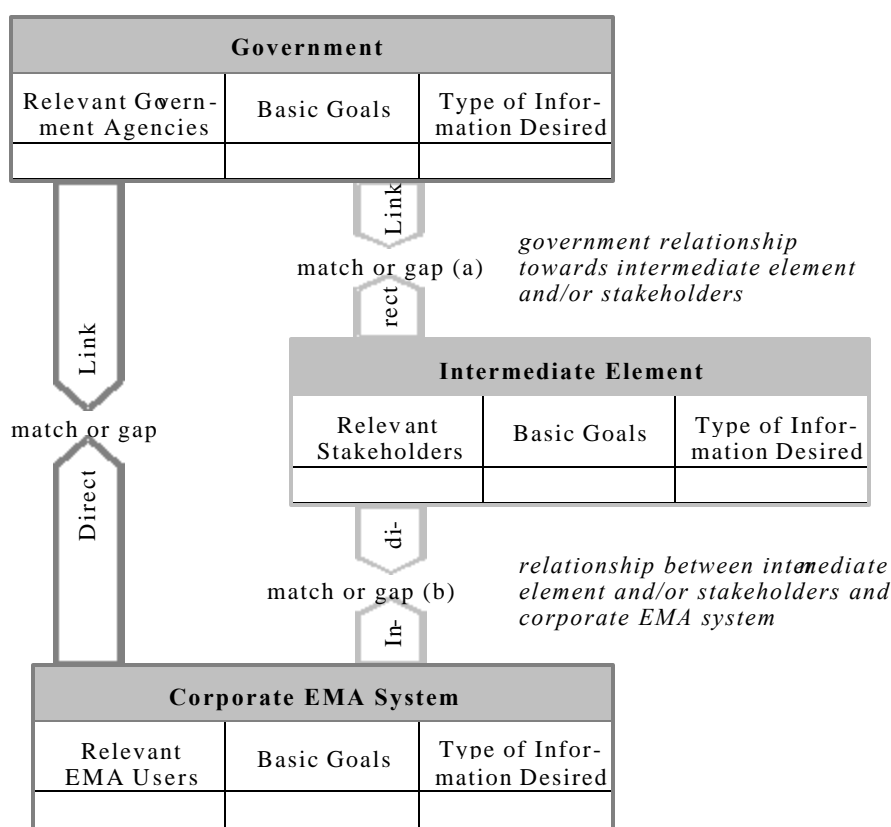 Government
Relevant Govern-
ment Agencies
Basic Goals
Type of Infor-
mation Desired
Link
match or gap (a)
government relationship
towards intermediate element
and/or stakeholders
rect
Link
Intermediate Element
match or gap
Relevant
Stakeholders
Basic Goals
Type of Infor-
mation Desired
Direct
di-
match or gap (b)
relationship between intermediate
element and/or stakeholders and
corporate EMA system
In-
Corporate EMA System
Relevant
EMA Users
Basic Goals
Type of Infor-
mation Desired